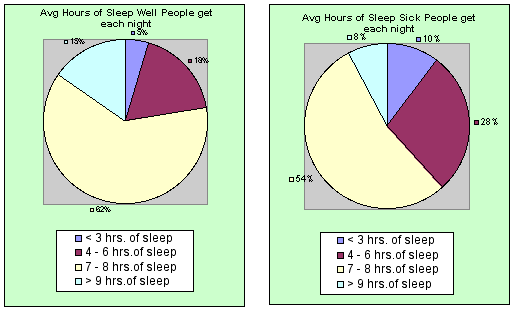 Avg Hours of Sleep Well People get
each night
5%
15%
18%
62%
< 3 hrs. of sleep
4 - 6 hrs.of sleep
7 - 8 hrs.of sleep
> 9 hrs. of sleep
Avg Hours of Sleep Sick People get
each night
8%
10%
28%
54%
< 3 hrs. of sleep
4 - 6 hrs.of sleep
7 - 8 hrs.of sleep
> 9 hrs. of sleep